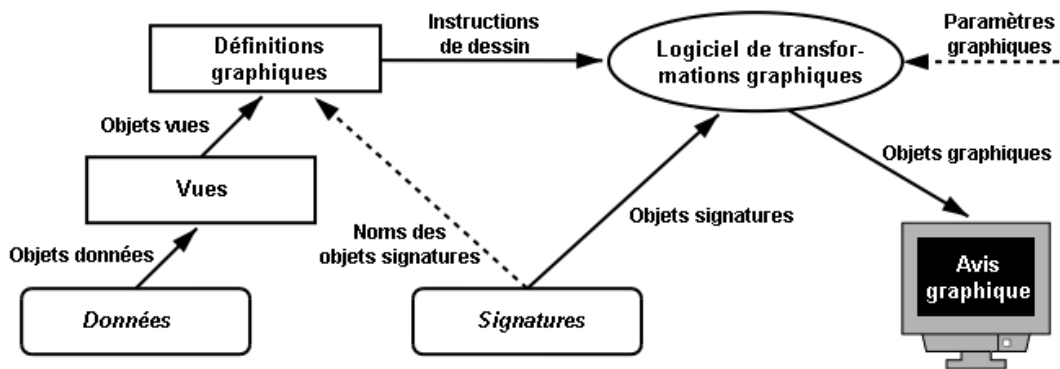 Définitions
graphiques
Instructions
de dessin
Logiciel de transfor-
mations graphiques
Paramètres
graphiques
Objets vues
Vues
Objets graphiques
Objets données
Noms des
objets signatures
Objets signatures
Données
Signatures
Avis
graphique